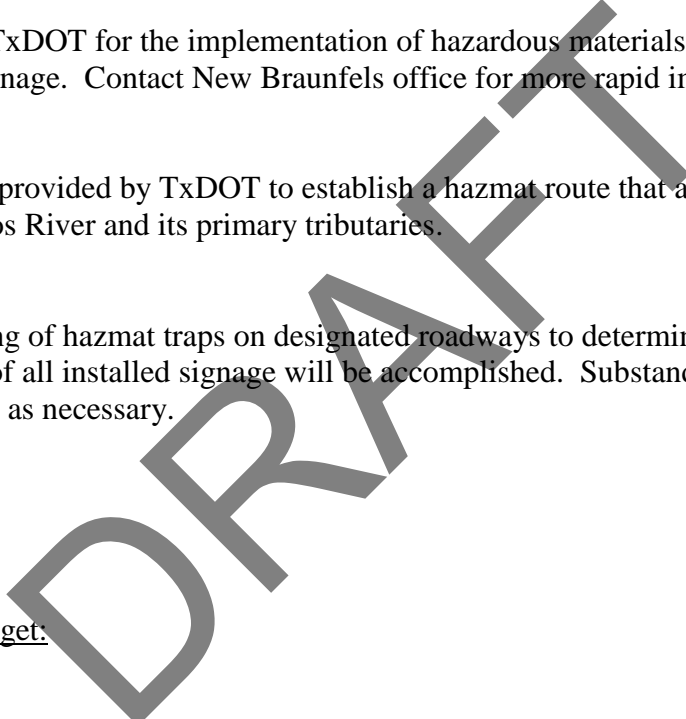 TxDOT for the implementation of hazardous materials
nage. Contact New Braunfels office for more rapid in
provided by TxDOT to establish a hazmat route that a
os River and its primary tributaries.
ng of hazmat traps on designated roadways to determin
of all installed signage will be accomplished. Substand
as necessary.
get:
DRAFT